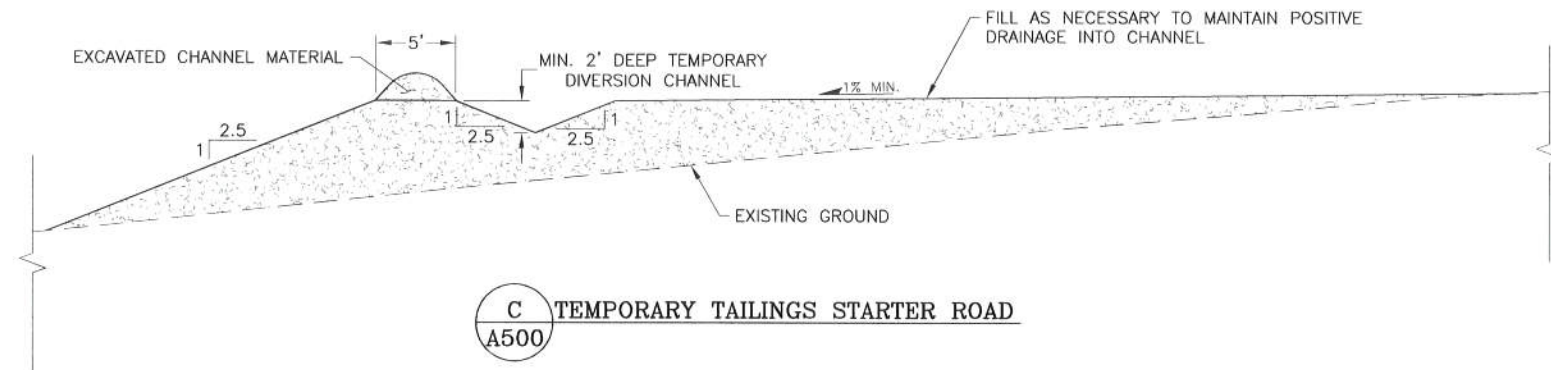 FILL AS NECESSARY TO MAINTAIN POSITIVE
DRAINAGE INTO CHANNEL
5'
EXCAVATED CHANNEL MATERIAL
MIN. 2' DEEP TEMPORARY
DIVERSION CHANNEL
1% MIN.
1
2.5
2.5
1
2.5
1
EXISTING GROUND
C
A500
TEMPORARY TAILINGS STARTER ROAD